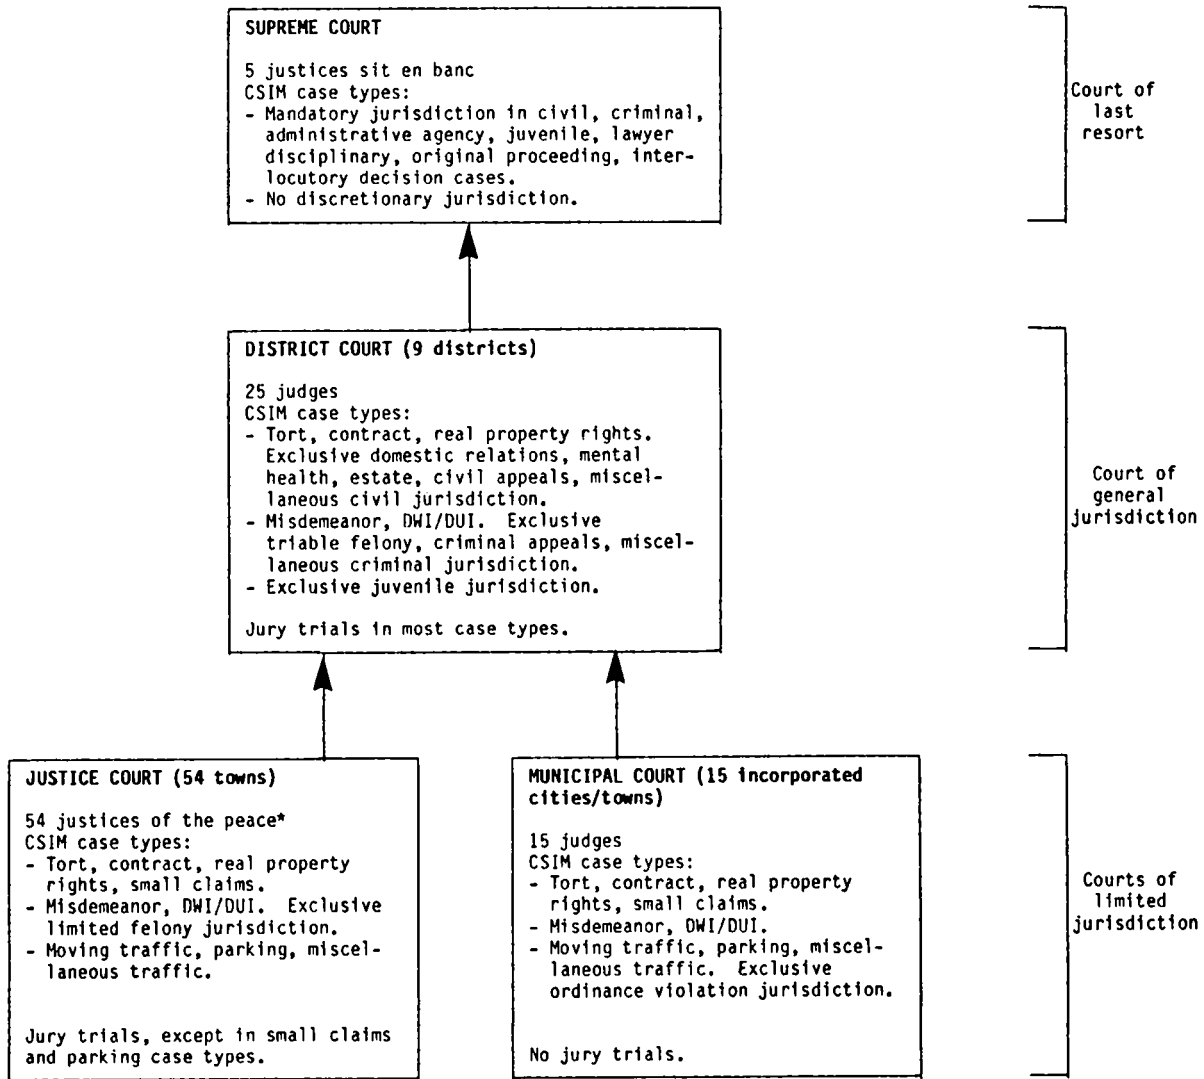 SUPREME COURT
5 justices sit en banc
CSIM case types:
- Mandatory jurisdiction in civil, criminal,
administrative agency, juvenile, lawyer
disciplinary, original proceeding, inter-
locutory decision cases.
- No discretionary jurisdiction.
Court of
last
resort
DISTRICT COURT (9 districts)
25 judges
CSIM case types:
- Tort, contract, real property rights.
Exclusive domestic relations, mental
health, estate, civil appeals, miscel-
laneous civil jurisdiction.
- Misdemeanor, DWI/DUI. Exclusive
triable felony, criminal appeals, miscel-
laneous criminal jurisdiction.
- Exclusive juvenile jurisdiction.
Jury trials in most case types.
Court of
general
jurisdiction
JUSTICE COURT (54 towns)
54 justices of the peace*
CSIM case types:
- Tort, contract, real property
rights, small claims.
- Misdemeanor, DWI/DUI. Exclusive
limited felony jurisdiction.
- Moving traffic, parking, miscel-
laneous traffic.
Jury trials, except in small claims
and parking case types.
MUNICIPAL COURT (15 incorporated
cities/towns)
15 judges
CSIM case types:
- Tort, contract, real property
rights, small claims.
- Misdemeanor, DWI/DUI.
- Moving traffic, parking, miscel-
laneous traffic. Exclusive
ordinance violation jurisdiction.
No jury trials.
Courts of
limited
jurisdiction